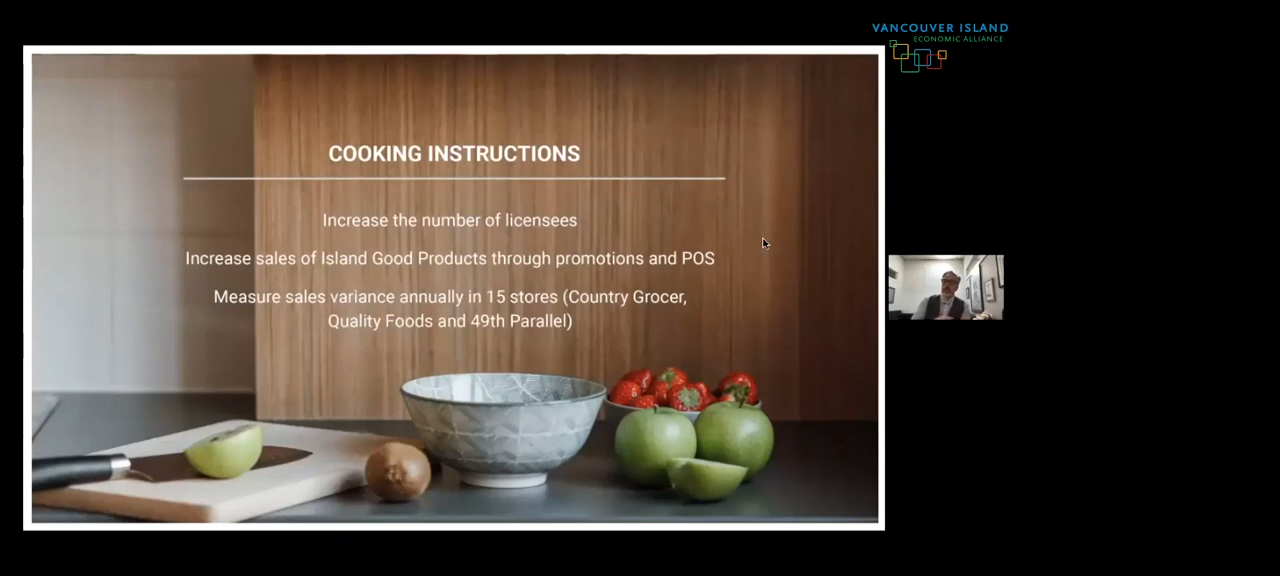 VANCOUVER ISLAND
ECONOMIC ALLIANCE
COOKING INSTRUCTIONS
Increase the number of licensees
Increase sales of Island Good Products through promotions and POS
Measure sales variance annually in 15 stores (Country Grocer,
Quality Foods and 49th Parallel)